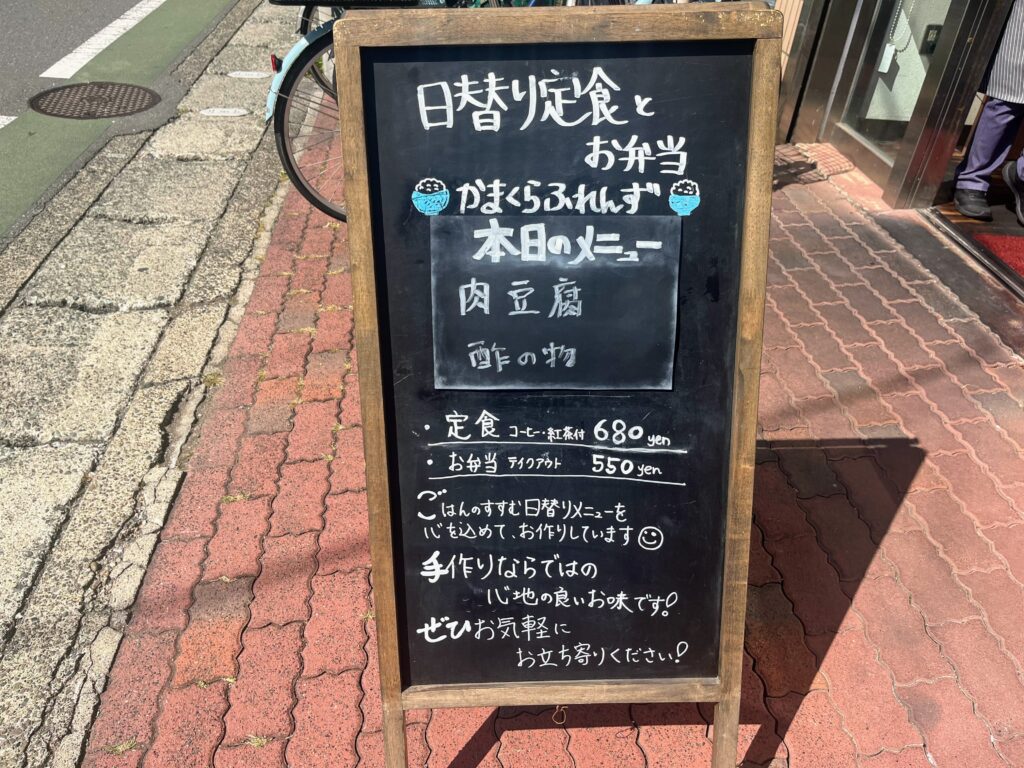 日替り定食と
お弁当
かまくらふれんず
本日のメニュー
肉豆腐
酢の物
・定食 コーヒー・紅茶付 680yen
・お弁当 テイクアウト 550yen
ごはんのすすむ日替りメニューを
心を込めて、お作りしています
手作りならではの
心地の良いお味です!
ぜひお気軽に
お立ち寄りください!